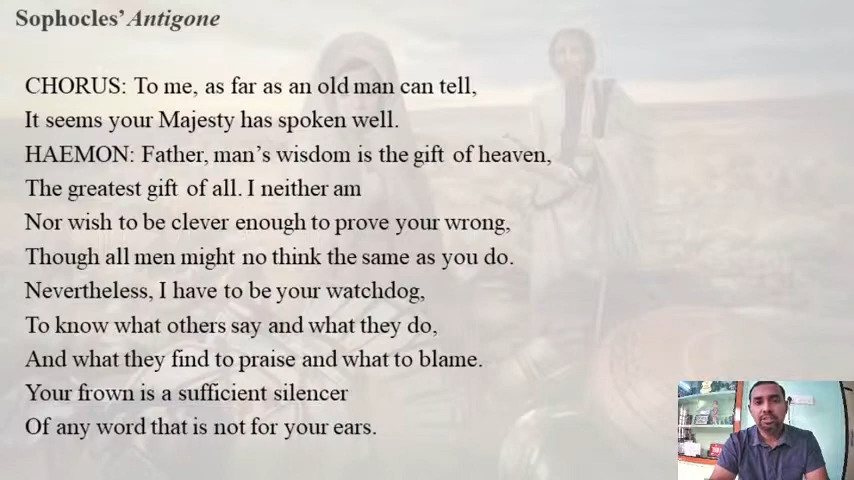 Sophocles' Antigone
CHORUS: To me, as far as an old man can tell,
It seems your Majesty has spoken well.
HAEMON: Father, man's wisdom is the gift of heaven,
The greatest gift of all. I neither am
Nor wish to be clever enough to prove your wrong,
Though all men might no think the same as you do.
Nevertheless, I have to be your watchdog,
To know what others say and what they do,
And what they find to praise and what to blame.
Your frown is a sufficient silencer
Of any word that is not for your ears.